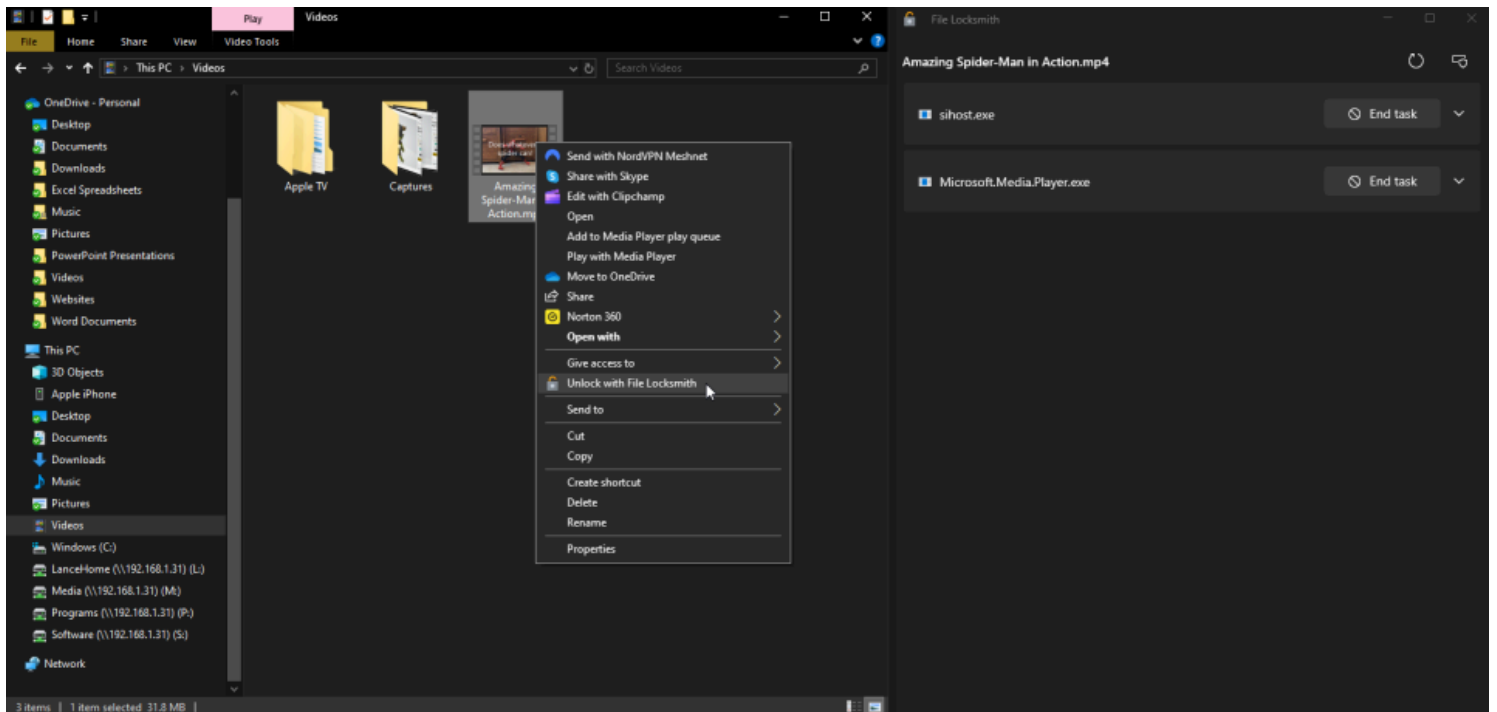 Play
Videos
File
Home
Share
View
Video Tools
This PC > Videos
Search Videos
OneDrive - Personal
Desktop
Documents
Downloads
Excel Spreadsheets
Music
Pictures
PowerPoint Presentations
Videos
Websites
Word Documents
This PC
3D Objects
Apple iPhone
Desktop
Documents
Downloads
Music
Pictures
Videos
Windows (C:)
LanceHome (\\192.168.1.31) (L:)
Media (\\192.168.1.31) (M:)
Programs (\\192.168.1.31) (P:)
Software (\\192.168.1.31) (S:)
Network
3 items | 1 item selected 31.8 MB |
Apple TV
Captures
Amazing
Spider-Man
Action.mp
Send with NordVPN Meshnet
Share with Skype
Edit with Clipchamp
Open
Add to Media Player play queue
Play with Media Player
Move to OneDrive
Share
Norton 360
Open with
Give access to
Unlock with File Locksmith
Send to
Cut
Copy
Create shortcut
Delete
Rename
Properties
File Locksmith
Amazing Spider-Man in Action.mp4
sihost.exe
End task
Microsoft.Media.Player.exe
End task